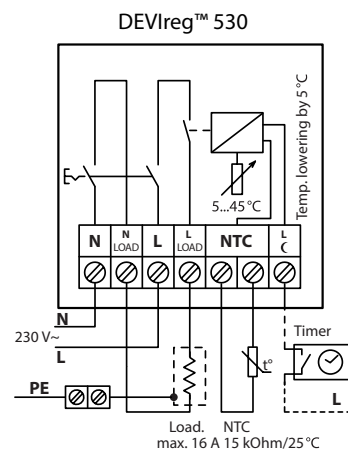 DEVIreg™ 530
Temp. lowering by 5 °C
5...45 °C
N
N
LOAD
L
L
LOAD
NTC
L
☾
N
230 V~
L
PE
Timer
t°
L
Load. NTC
max. 16 A 15 kOhm/25 °C